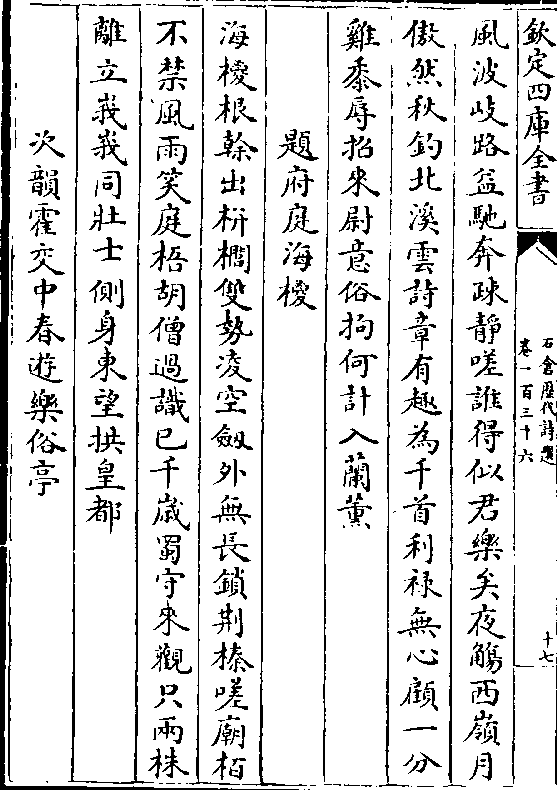 欽定四庫全書
石倉歷代詩選
卷一百三十六
十七
風波岐路益馳奔疎靜嗟誰得似君樂矣夜觴西嶺月
傲然秋釣北溪雲詩章有趣為千首利祿無心顧一分
雞黍辱招來尉意俗拘何計入蘭薰
題府庭海椶
海椶根榦出栟櫚雙勢凌空劔外無長鎖荆榛嗟廟栢
不禁風雨笑庭梧胡僧過識已千歲蜀守來觀只兩株
離立峩峩同壯士側身東望拱皇都
次韻霍交中春遊樂俗亭